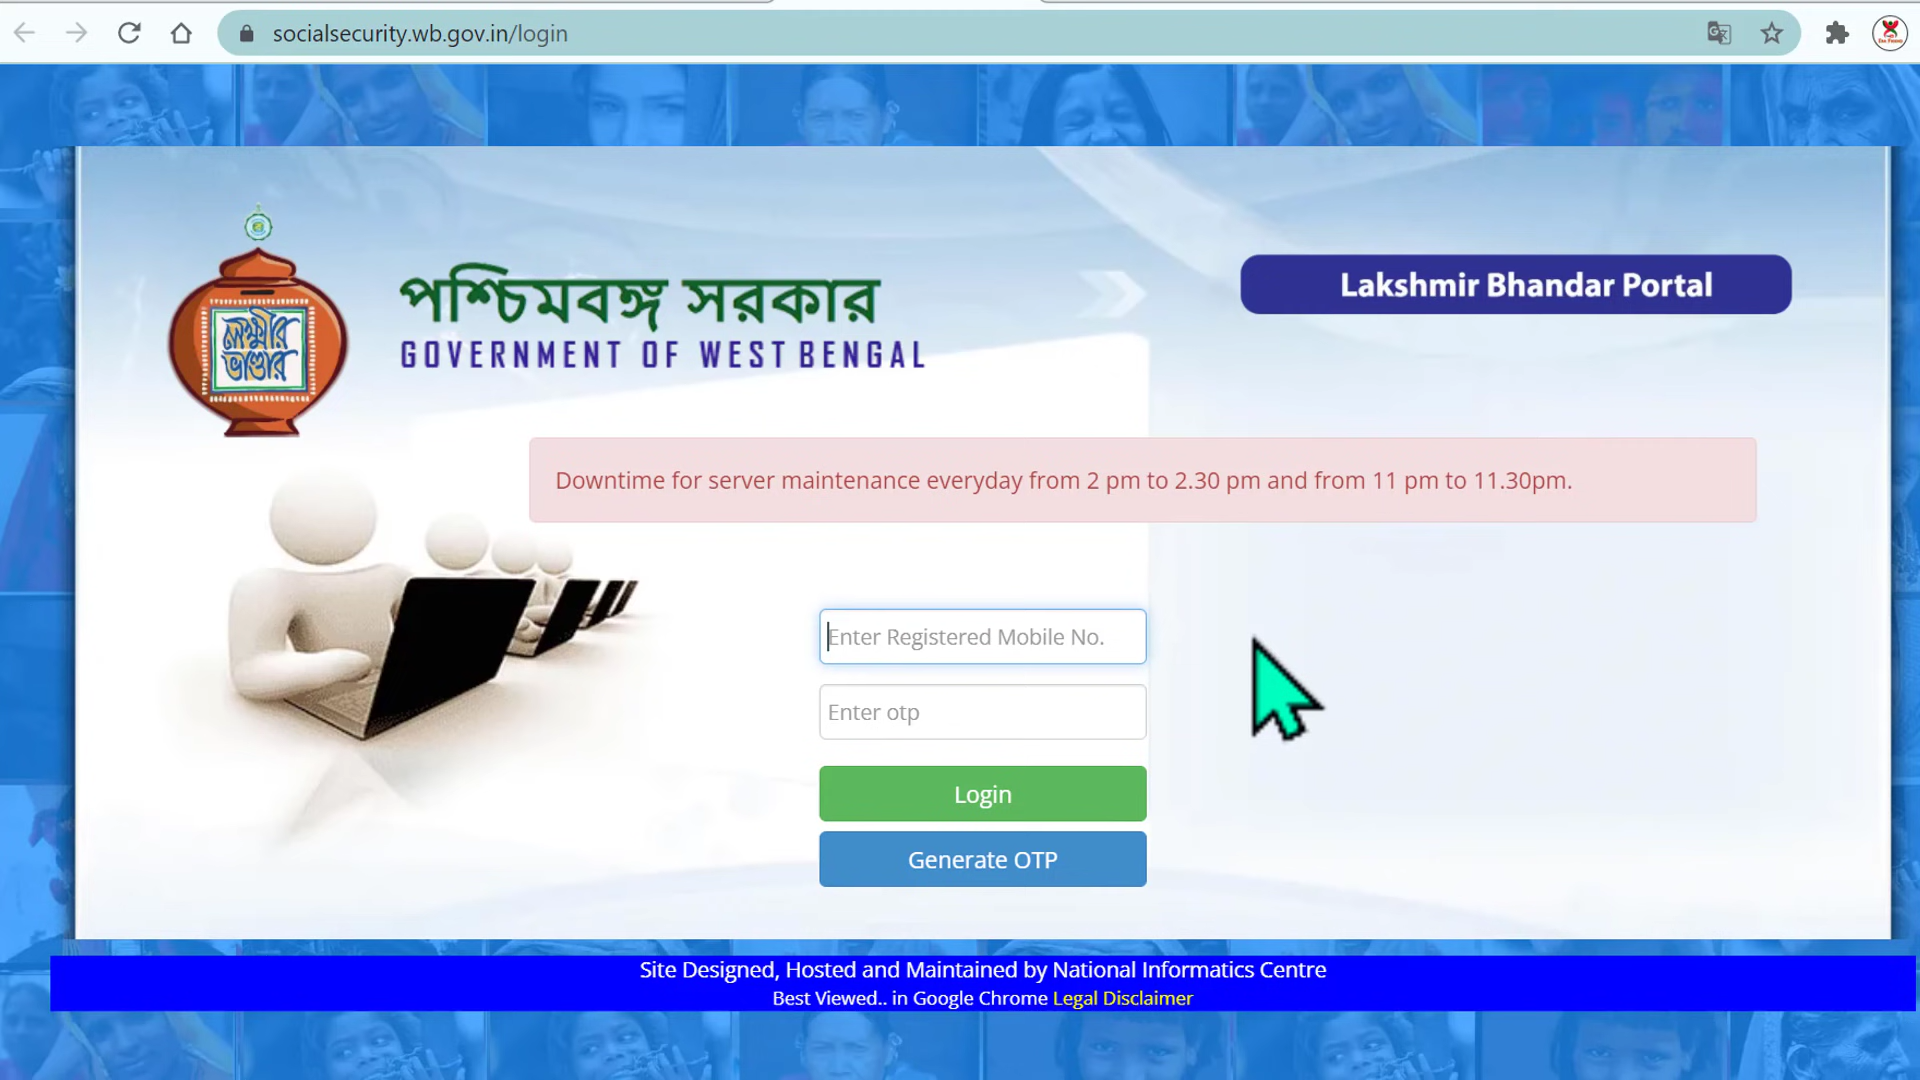 socialsecurity.wb.gov.in/login
লক্ষ্মীর
ভাণ্ডার
পশ্চিমবঙ্গ সরকার
GOVERNMENT OF WEST BENGAL
Lakshmir Bhandar Portal
Downtime for server maintenance everyday from 2 pm to 2.30 pm and from 11 pm to 11.30pm.
Enter Registered Mobile No.
Enter otp
Login
Generate OTP
Site Designed, Hosted and Maintained by National Informatics Centre
Best Viewed.. in Google Chrome Legal Disclaimer